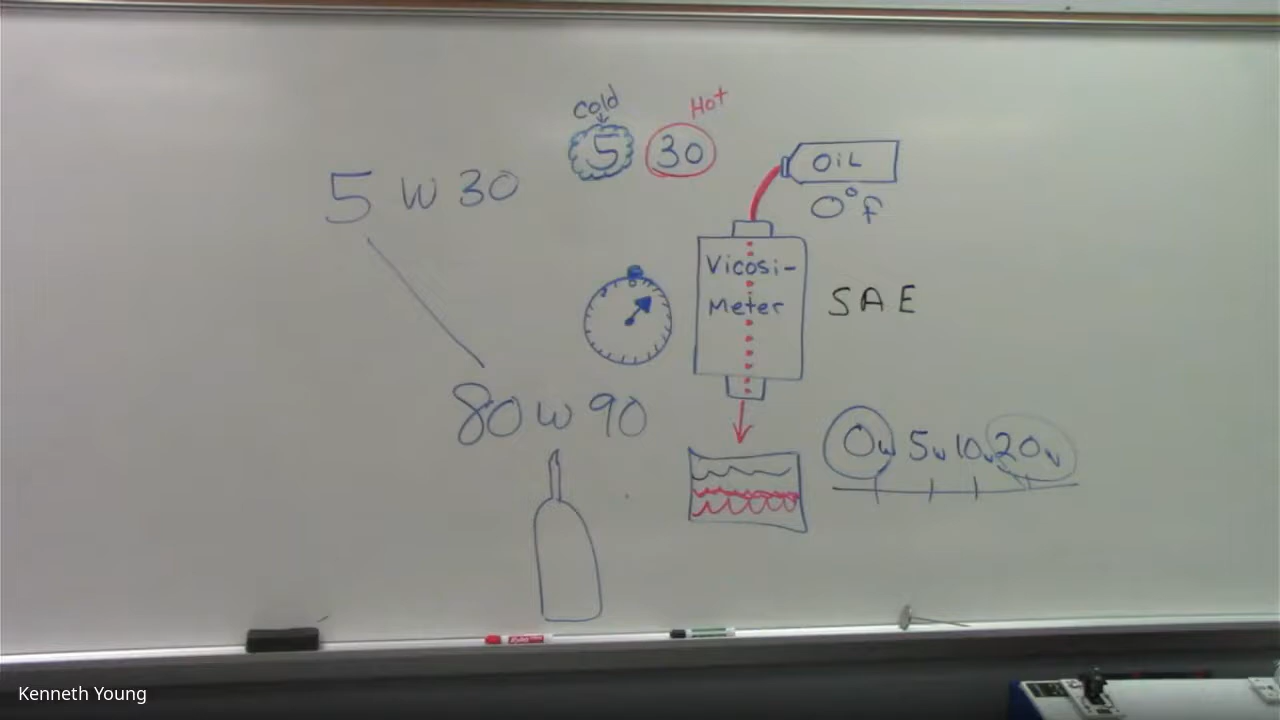 Cold
Hot
5 30
5 W 30
OiL
0°f
Vicosi-
Meter
SAE
80 W 90
0w 5w 10w 20w
Kenneth Young